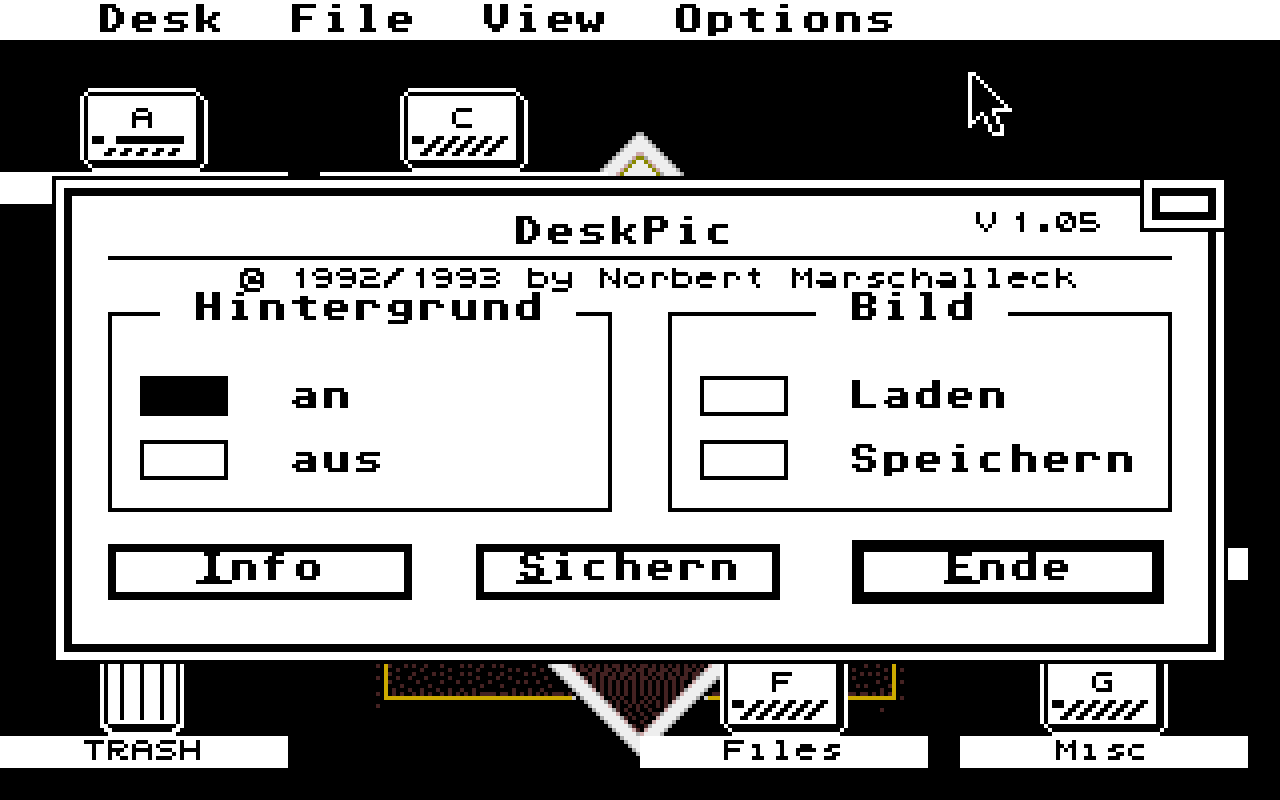 Desk File View Options
A C
DeskPic V 1.05
@ 1992/1993 by Norbert Marschalleck
Hintergrund Bild
an Laden
aus Speichern
Info Sichern Ende
F G
TRASH Files Misc